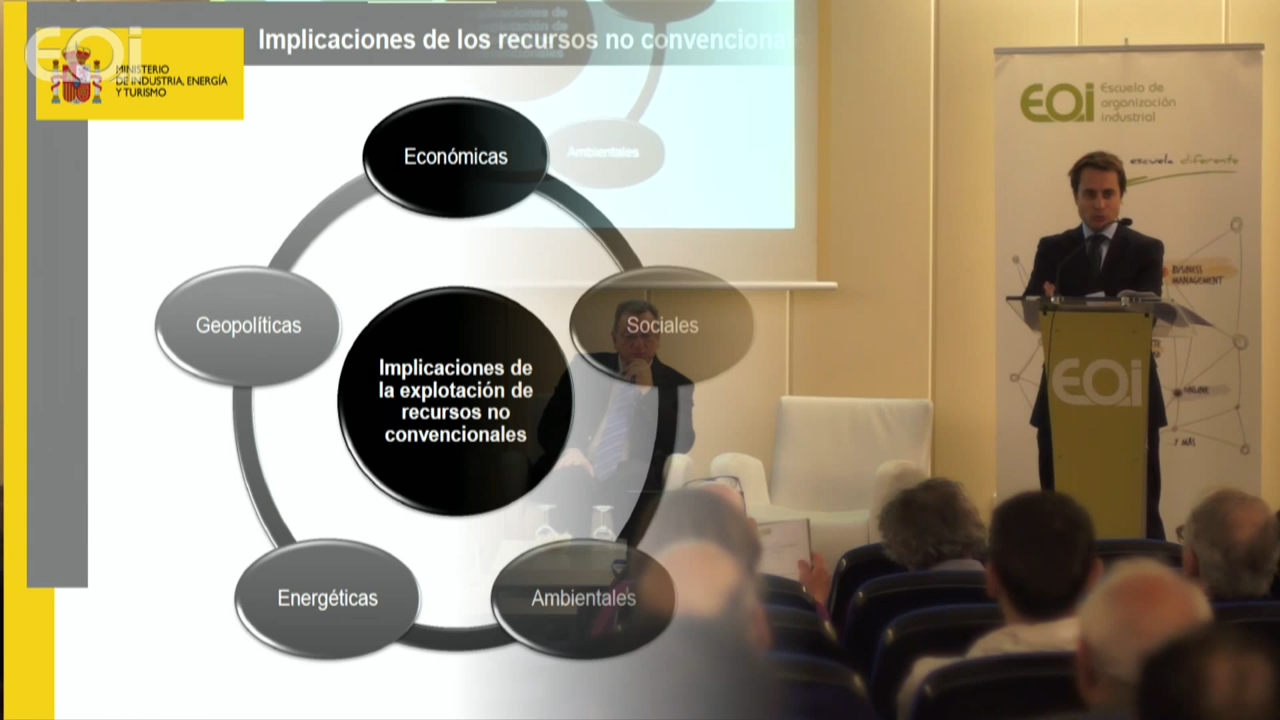 EOi
MINISTERIO
DE INDUSTRIA, ENERGÍA
Y TURISMO
Implicaciones de los recursos no convenciona
Económicas
Ambientales
Geopolíticas
Sociales
Implicaciones de
la explotación de
recursos no
convencionales
Energéticas
Ambientales
EOi
Escuela de
organización
industrial
escuela diferente
BUSINESS
MANAGEMENT
EOi
Y MÁS